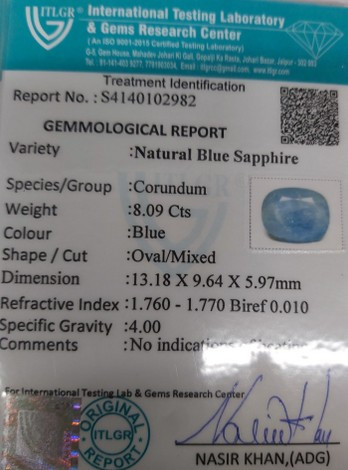 ITLGR®
International Testing Laboratory
& Gems Research Center
(An ISO 9001-2015 Certified Testing Laboratory)
Treatment Identification
Report No. :S4140102982
GEMMOLOGICAL REPORT
Variety :Natural Blue Sapphire
Species/Group :Corundum
Weight :8.09 Cts
Colour :Blue
Shape / Cut :Oval/Mixed
Dimension :13.18 X 9.64 X 5.97mm
Refractive Index :1.760 - 1.770 Biref 0.010
Specific Gravity :4.00
Comments :No indications
For International Testing Lab & Gems Research Center
ORIGINAL
ITLGR
REPORT
NASIR KHAN,(ADG)